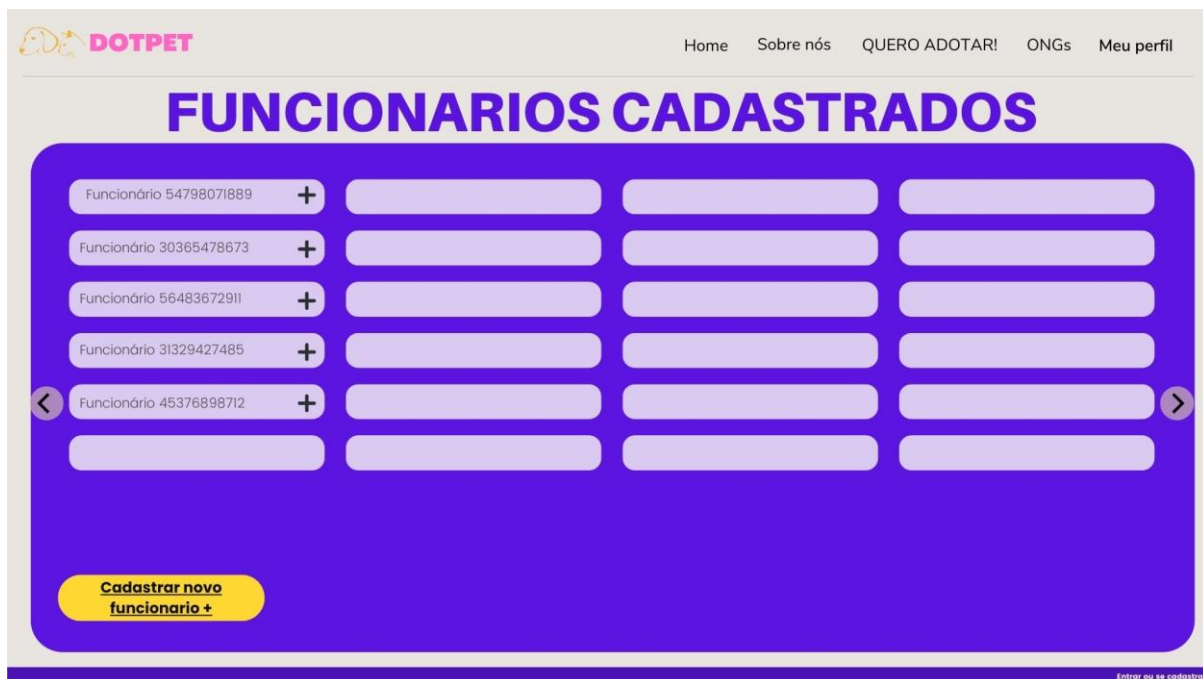 DOTPET
Home Sobre nós QUERO ADOTAR! ONGs Meu perfil
FUNCIONARIOS CADASTRADOS
Funcionário 54798071889 +
Funcionário 30365478673 +
Funcionário 56483672911 +
Funcionário 31329427485 +
Funcionário 45376898712 +
Cadastrar novo
funcionario +
Entrar ou se cadastra